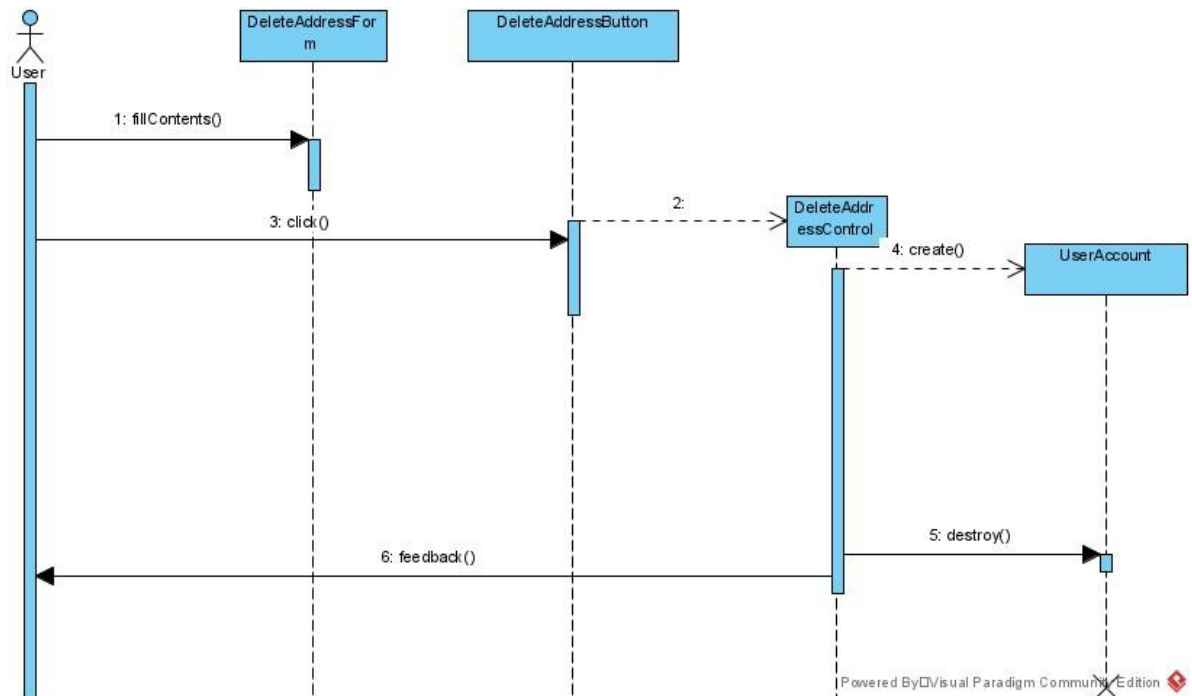 DeleteAddressFor
m
DeleteAddressButton
User
1: fillContents()
2:
DeleteAddr
essControl
3: click()
4: create()
UserAccount
5: destroy()
6: feedback()
Powered By□Visual Paradigm Community Edition